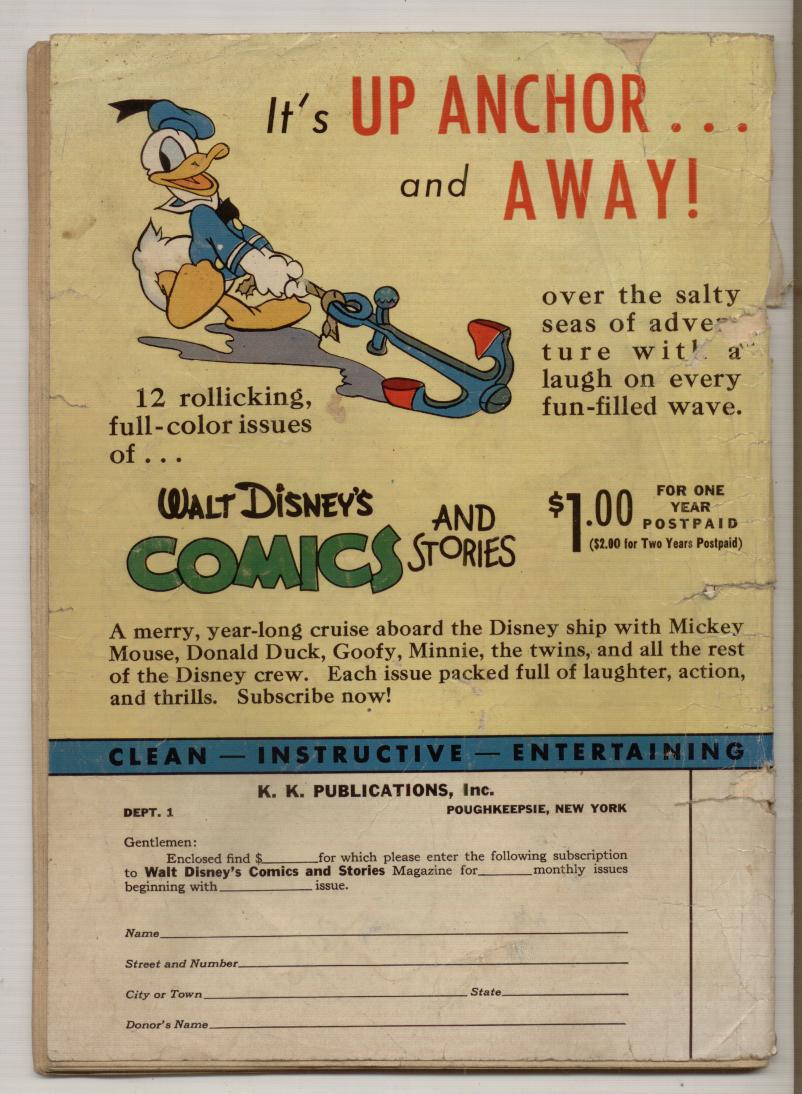 It's UP ANCHOR...
and AWAY!
over the salty
seas of
ture with a
laugh on every
fun-filled wave.
12 rollicking,
full-color issues
of...
WALT DISNEY'S
COMICS AND
STORIES
$1.00 FOR ONE
YEAR
POSTPAID
($2.00 for Two Years Postpaid)
A merry, year-long cruise aboard the Disney ship with Mickey
Mouse, Donald Duck, Goofy, Minnie, the twins, and all the rest
of the Disney crew. Each issue packed full of laughter, action,
and thrills. Subscribe now!
CLEAN — INSTRUCTIVE — ENTERTAINING
K. K. PUBLICATIONS, Inc.
DEPT. 1 POUGHKEEPSIE, NEW YORK
Gentlemen:
Enclosed find $______for which please enter the following subscription
to Walt Disney's Comics and Stories Magazine for______monthly issues
beginning with____________issue.
Name
Street and Number
City or Town State
Donor's Name